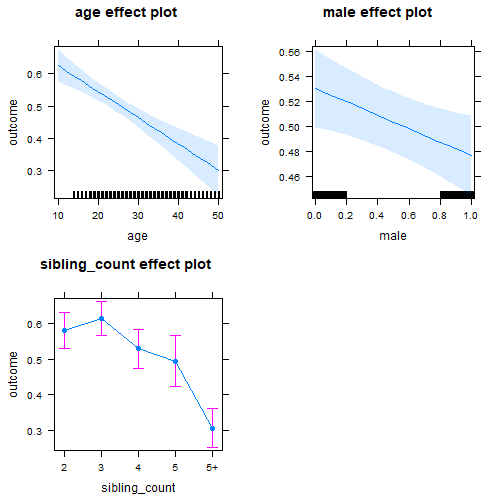 age effect plot
outcome
0.6
0.5
0.4
0.3
10 20 30 40 50
age
male effect plot
outcome
0.56
0.54
0.52
0.50
0.48
0.46
0.0 0.2 0.4 0.6 0.8 1.0
male
sibling_count effect plot
outcome
0.6
0.5
0.4
0.3
2 3 4 5 5+
sibling_count